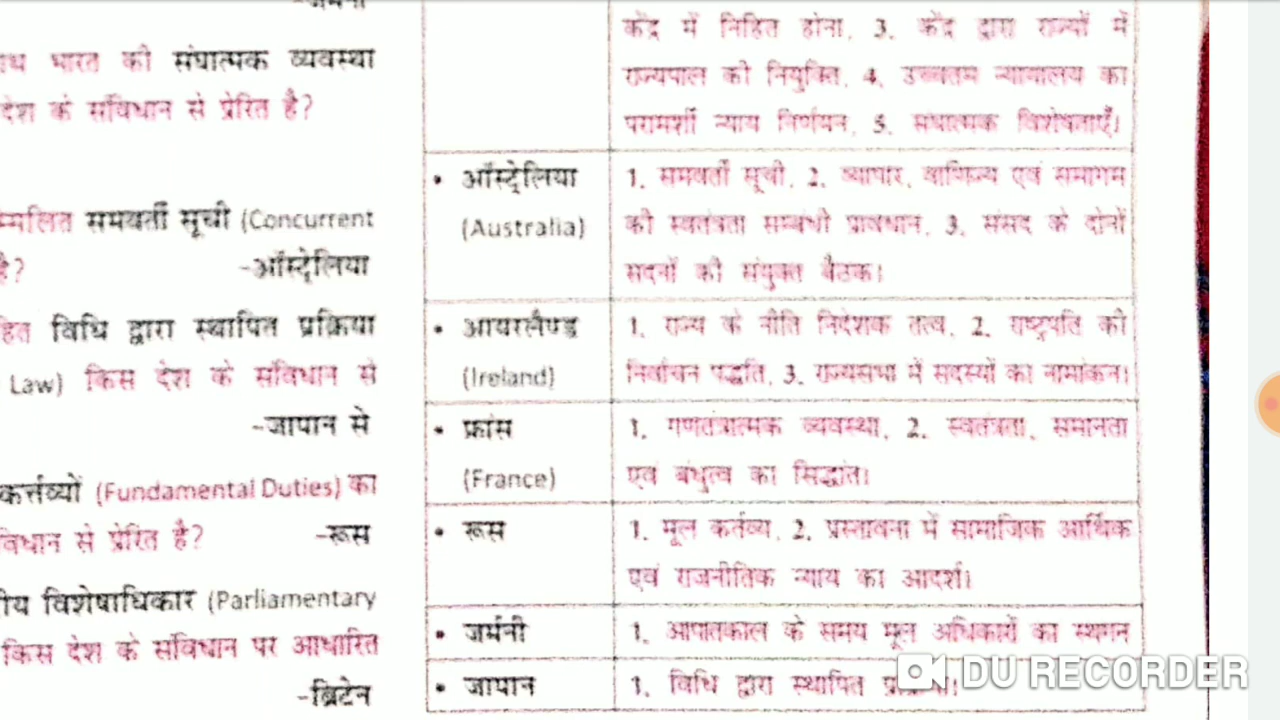 -जर्मनी
साथ भारत की संघात्मक व्यवस्था
देश के संविधान से प्रेरित है?
म्मलित समवर्ती सूची (Concurrent
है?
-ऑस्ट्रेलिया
हित विधि द्वारा स्थापित प्रक्रिया
Law) किस देश के संविधान से
-जापान से
कर्त्तव्यों (Fundamental Duties) का
विधान से प्रेरित है?
-रूस
ीय विशेषाधिकार (Parliamentary
किस देश के संविधान पर आधारित
-ब्रिटेन
केंद्र में निहित होना, 3. केंद्र द्वारा राज्यों में
राज्यपाल की नियुक्ति, 4. उच्चतम न्यायालय का
परामर्शी न्याय निर्णयन, 5. संघात्मक विशेषताएँ।
• ऑस्ट्रेलिया
(Australia)
1. समवर्ती सूची, 2. व्यापार, वाणिज्य एवं समागम
की स्वतंत्रता सम्बंधी प्रावधान, 3. संसद के दोनों
सदनों की संयुक्त बैठक।
• आयरलैण्ड
(Ireland)
1. राज्य के नीति निदेशक तत्व, 2. राष्ट्रपति की
निर्वाचन पद्धति, 3. राज्यसभा में सदस्यों का नामांकन।
• फ्रांस
(France)
1. गणतंत्रात्मक व्यवस्था, 2. स्वतंत्रता, समानता
एवं बंधुत्व का सिद्धांत।
• रूस
1. मूल कर्तव्य, 2. प्रस्तावना में सामाजिक आर्थिक
एवं राजनीतिक न्याय का आदर्श।
• जर्मनी
1. आपातकाल के समय मूल अधिकारों का स्थगन
• जापान
1. विधि द्वारा स्थापित
DU RECORDER